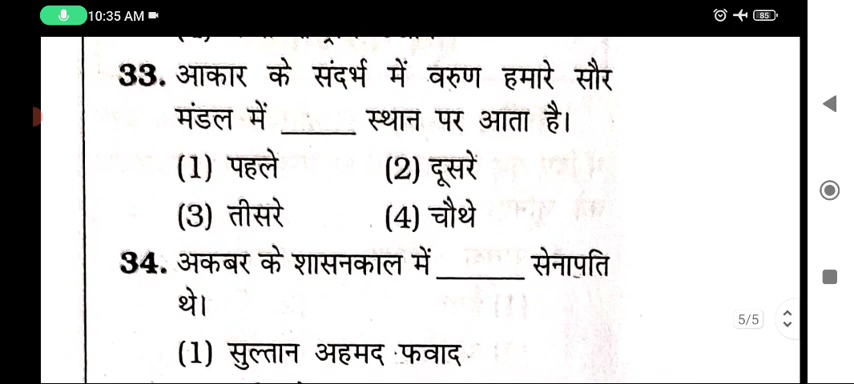 10:35 AM
85
33. आकार के संदर्भ में वरुण हमारे सौर
मंडल में _____ स्थान पर आता है।
(1) पहले (2) दूसरे
(3) तीसरे (4) चौथे
34. अकबर के शासनकाल में ______ सेनापति
थे।
(1) सुल्तान अहमद फवाद
5/5